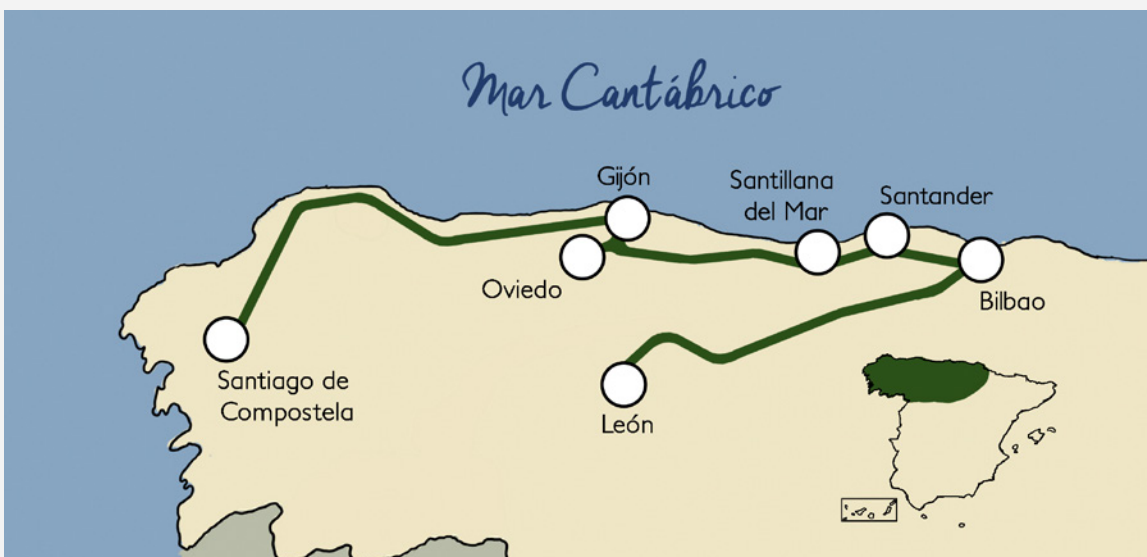 Mar Cantábrico
Gijón
Santillana
del Mar
Santander
Oviedo
Bilbao
Santiago de
Compostela
León